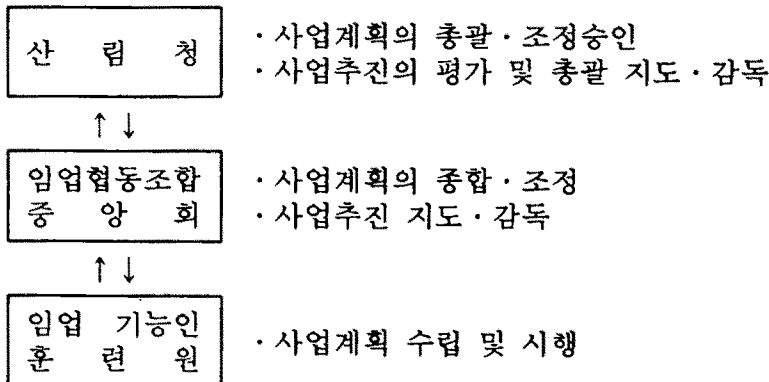 산 림 청
· 사업계획의 총괄 · 조정승인
· 사업추진의 평가 및 총괄 지도 · 감독
↑ ↓
임업협동조합
중 앙 회
· 사업계획의 종합 · 조정
· 사업추진 지도 · 감독
↑ ↓
임업 기능인
훈 련 원
· 사업계획 수립 및 시행